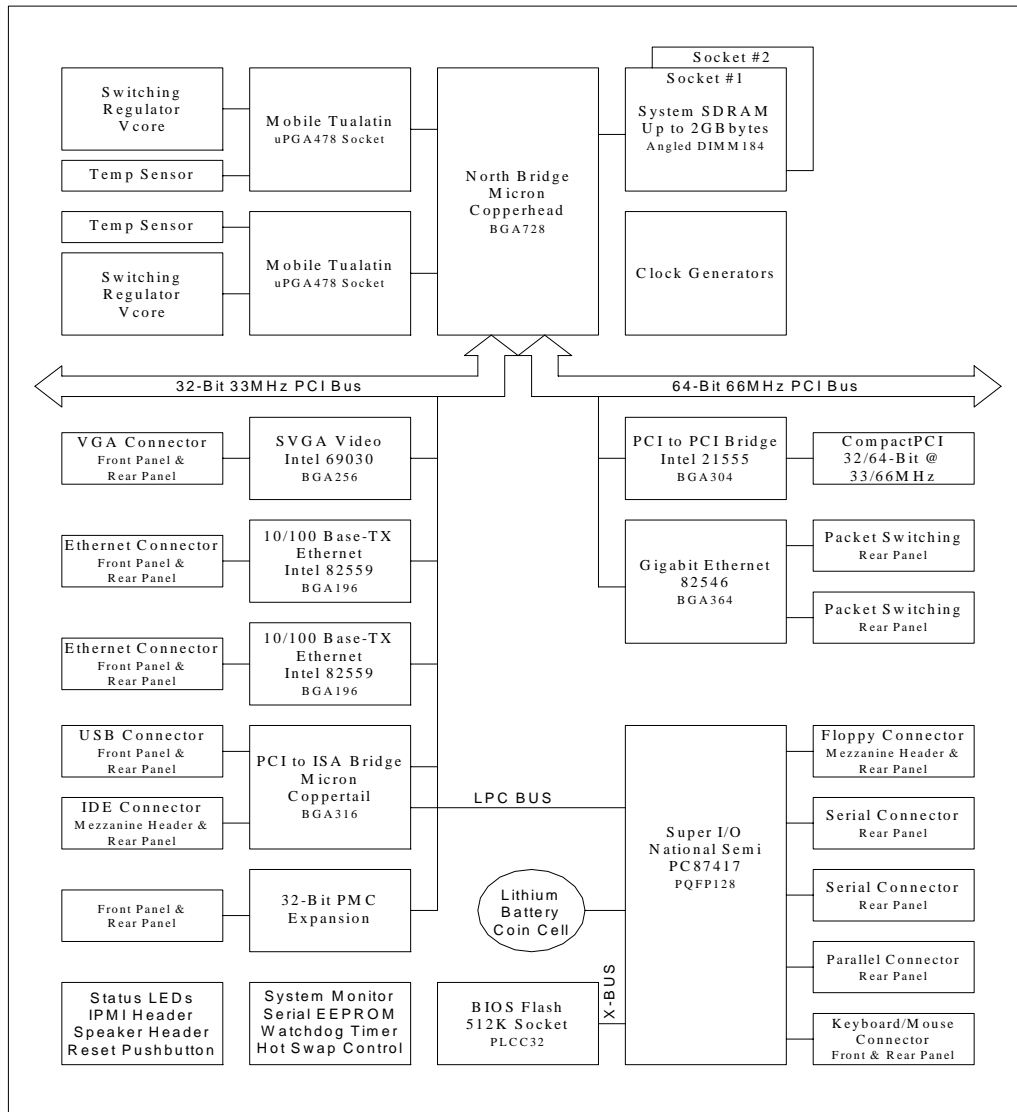 Socket #2
Socket #1
System SDRAM
Up to 2GBbytes
Angled DIMM184
Switching
Regulator
Vcore
Mobile Tualatin
uPGA478 Socket
Temp Sensor
North Bridge
Micron
Copperhead
BGA728
Temp Sensor
Mobile Tualatin
uPGA478 Socket
Switching
Regulator
Vcore
Clock Generators
32-Bit 33MHz PCI Bus
64-Bit 66MHz PCI Bus
VGA Connector
Front Panel &
Rear Panel
SVGA Video
Intel 69030
BGA256
PCI to PCI Bridge
Intel 21555
BGA304
CompactPCI
32/64-Bit @
33/66MHz
Ethernet Connector
Front Panel &
Rear Panel
10/100 Base-TX
Ethernet
Intel 82559
BGA196
Gigabit Ethernet
82546
BGA364
Packet Switching
Rear Panel
Packet Switching
Rear Panel
Ethernet Connector
Front Panel &
Rear Panel
10/100 Base-TX
Ethernet
Intel 82559
BGA196
USB Connector
Front Panel &
Rear Panel
PCI to ISA Bridge
Micron
Coppertail
BGA316
IDE Connector
Mezzanine Header &
Rear Panel
LPC BUS
Super I/O
National Semi
PC87417
PQFP128
Floppy Connector
Mezzanine Header &
Rear Panel
Serial Connector
Rear Panel
Serial Connector
Rear Panel
Parallel Connector
Rear Panel
Keyboard/Mouse
Connector
Front & Rear Panel
Front Panel &
Rear Panel
32-Bit PMC
Expansion
Lithium
Battery
Coin Cell
X-BUS
Status LEDs
IPMI Header
Speaker Header
Reset Pushbutton
System Monitor
Serial EEPROM
Watchdog Timer
Hot Swap Control
BIOS Flash
512K Socket
PLCC32